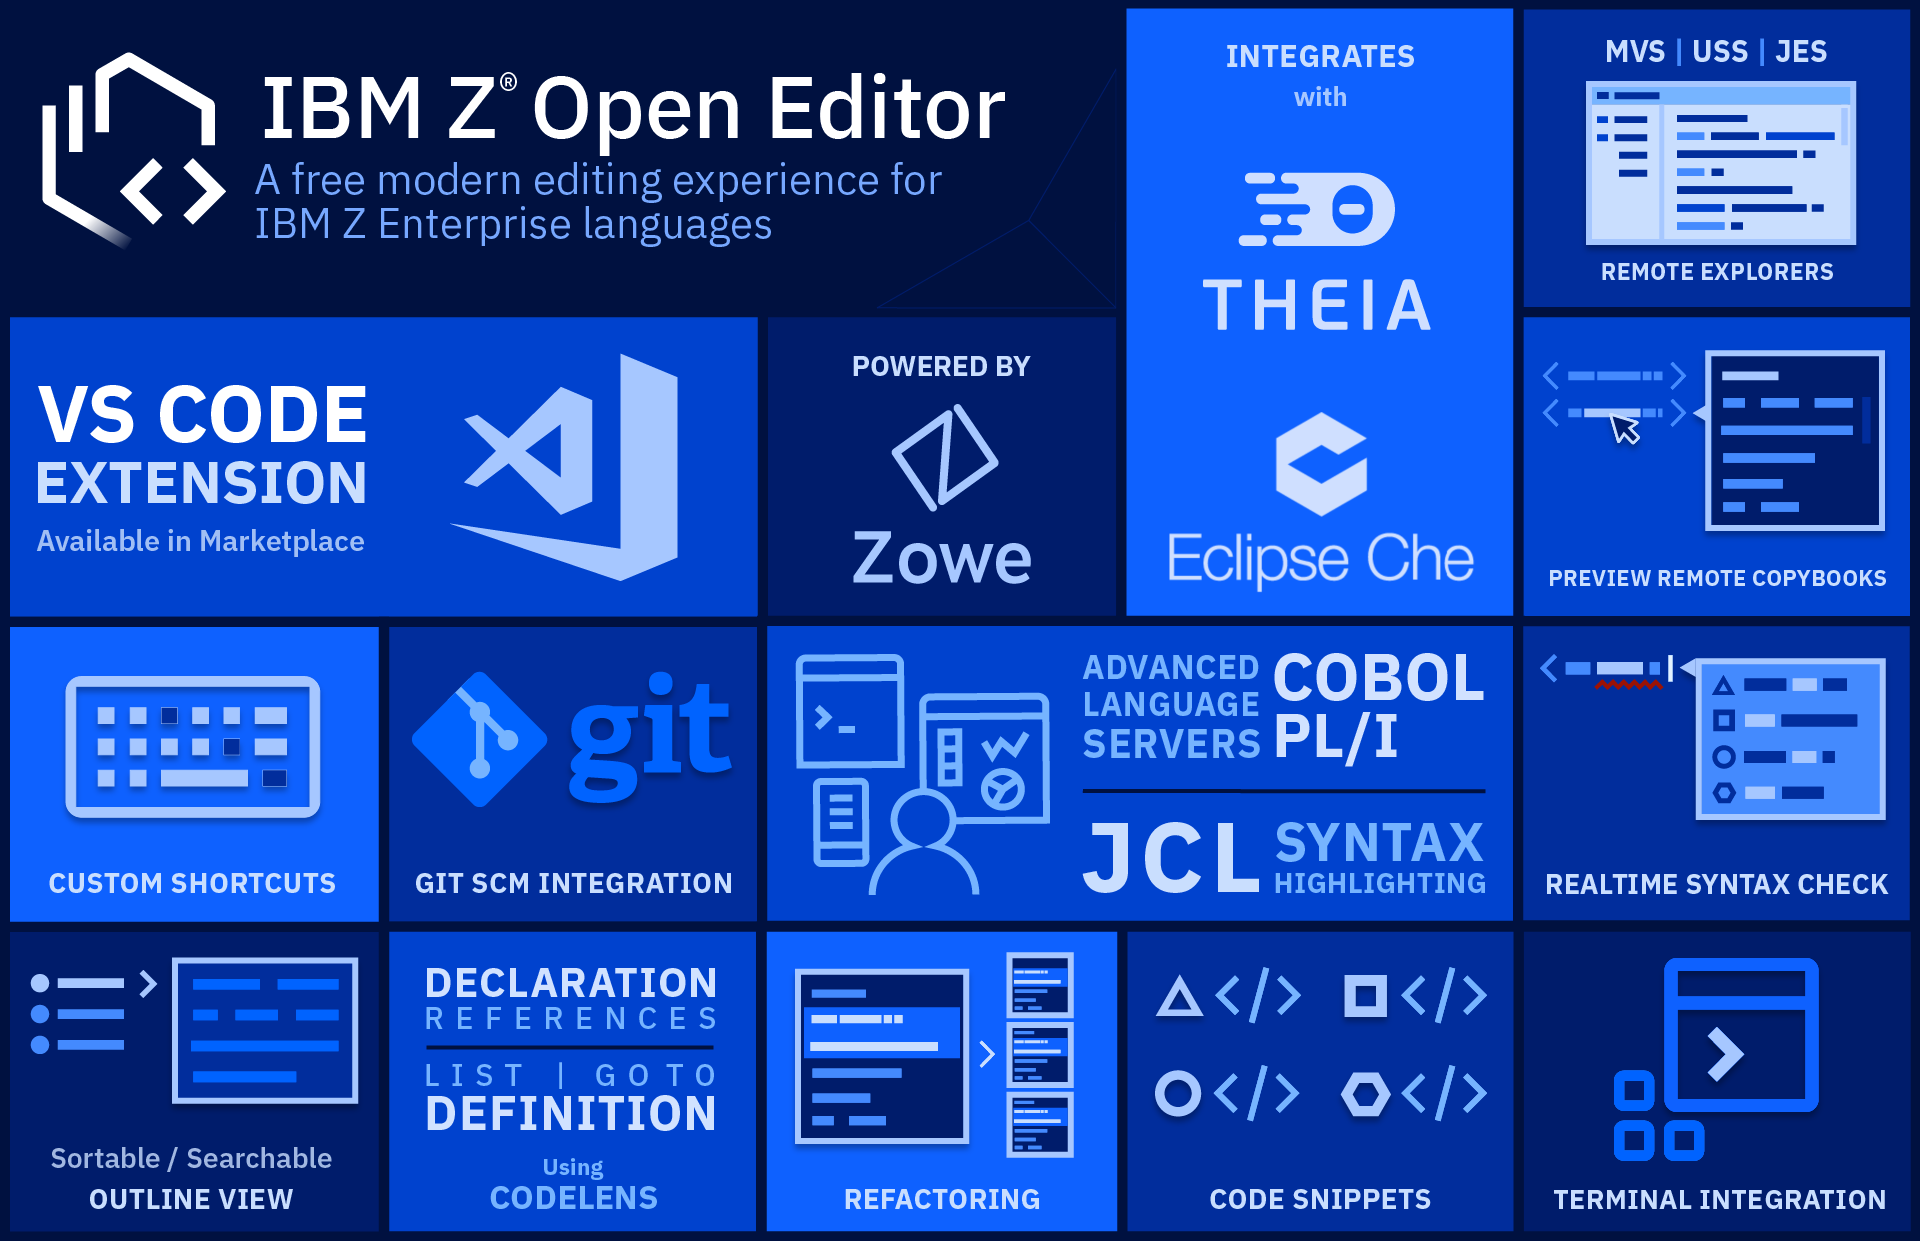 IBM Z® Open Editor
A free modern editing experience for
IBM Z Enterprise languages
INTEGRATES
with
THEIA
Eclipse Che
MVS | USS | JES
REMOTE EXPLORERS
VS CODE
EXTENSION
Available in Marketplace
POWERED BY
Zowe
PREVIEW REMOTE COPYBOOKS
CUSTOM SHORTCUTS
git
GIT SCM INTEGRATION
ADVANCED
LANGUAGE
SERVERS
COBOL
PL/I
JCL
SYNTAX
HIGHLIGHTING
REALTIME SYNTAX CHECK
Sortable / Searchable
OUTLINE VIEW
DECLARATION
REFERENCES
LIST | GOTO
DEFINITION
Using
CODELENS
REFACTORING
CODE SNIPPETS
TERMINAL INTEGRATION